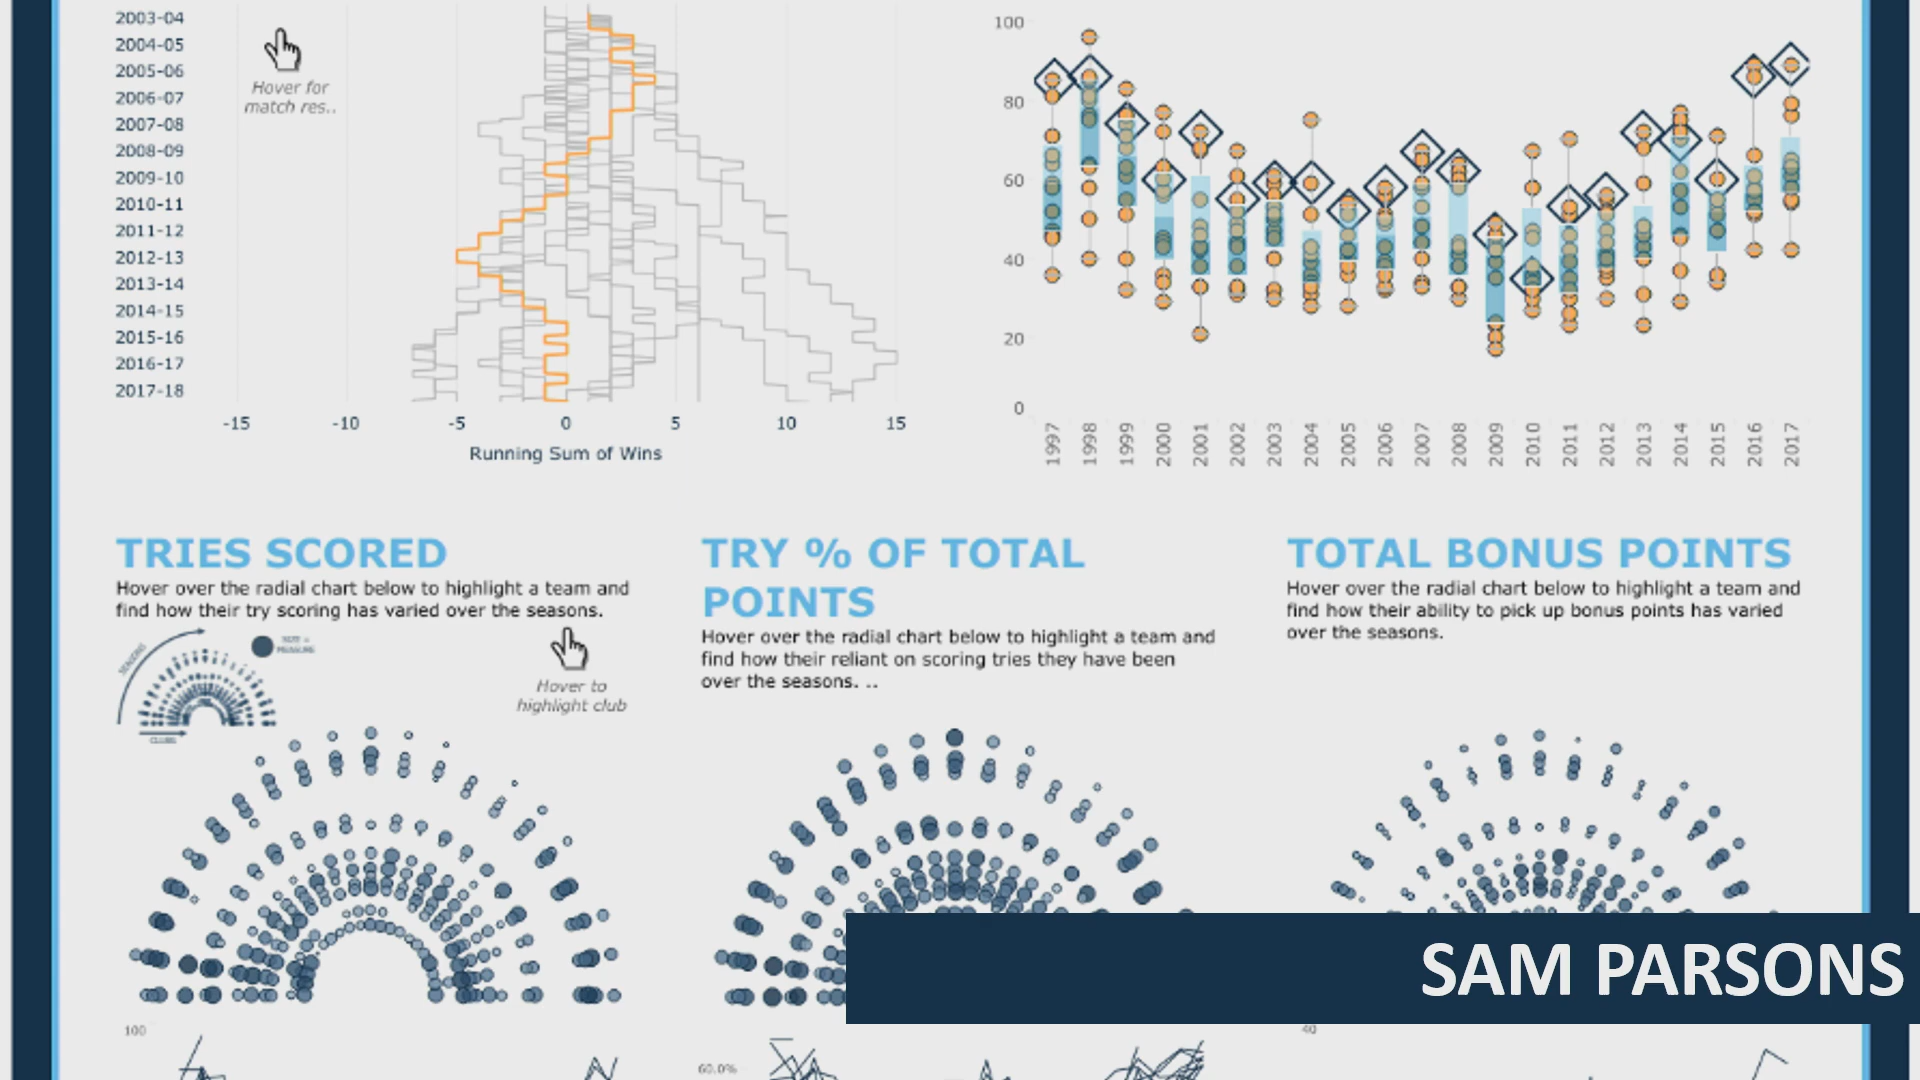 2003-04
2004-05
2005-06
2006-07
2007-08
2008-09
2009-10
2010-11
2011-12
2012-13
2013-14
2014-15
2015-16
2016-17
2017-18
Hover for
match res..
-15 -10 -5 0 5 10 15
Running Sum of Wins
100
80
60
40
20
0
1997 1998 1999 2000 2001 2002 2003 2004 2005 2006 2007 2008 2009 2010 2011 2012 2013 2014 2015 2016 2017
TRIES SCORED
Hover over the radial chart below to highlight a team and
find how their try scoring has varied over the seasons.
SEASONS
SIZE =
MEASURE
CLUBS
Hover to
highlight club
100
TRY % OF TOTAL
POINTS
Hover over the radial chart below to highlight a team and
find how their reliant on scoring tries they have been
over the seasons. ..
60.0%
TOTAL BONUS POINTS
Hover over the radial chart below to highlight a team and
find how their ability to pick up bonus points has varied
over the seasons.
40
SAM PARSONS